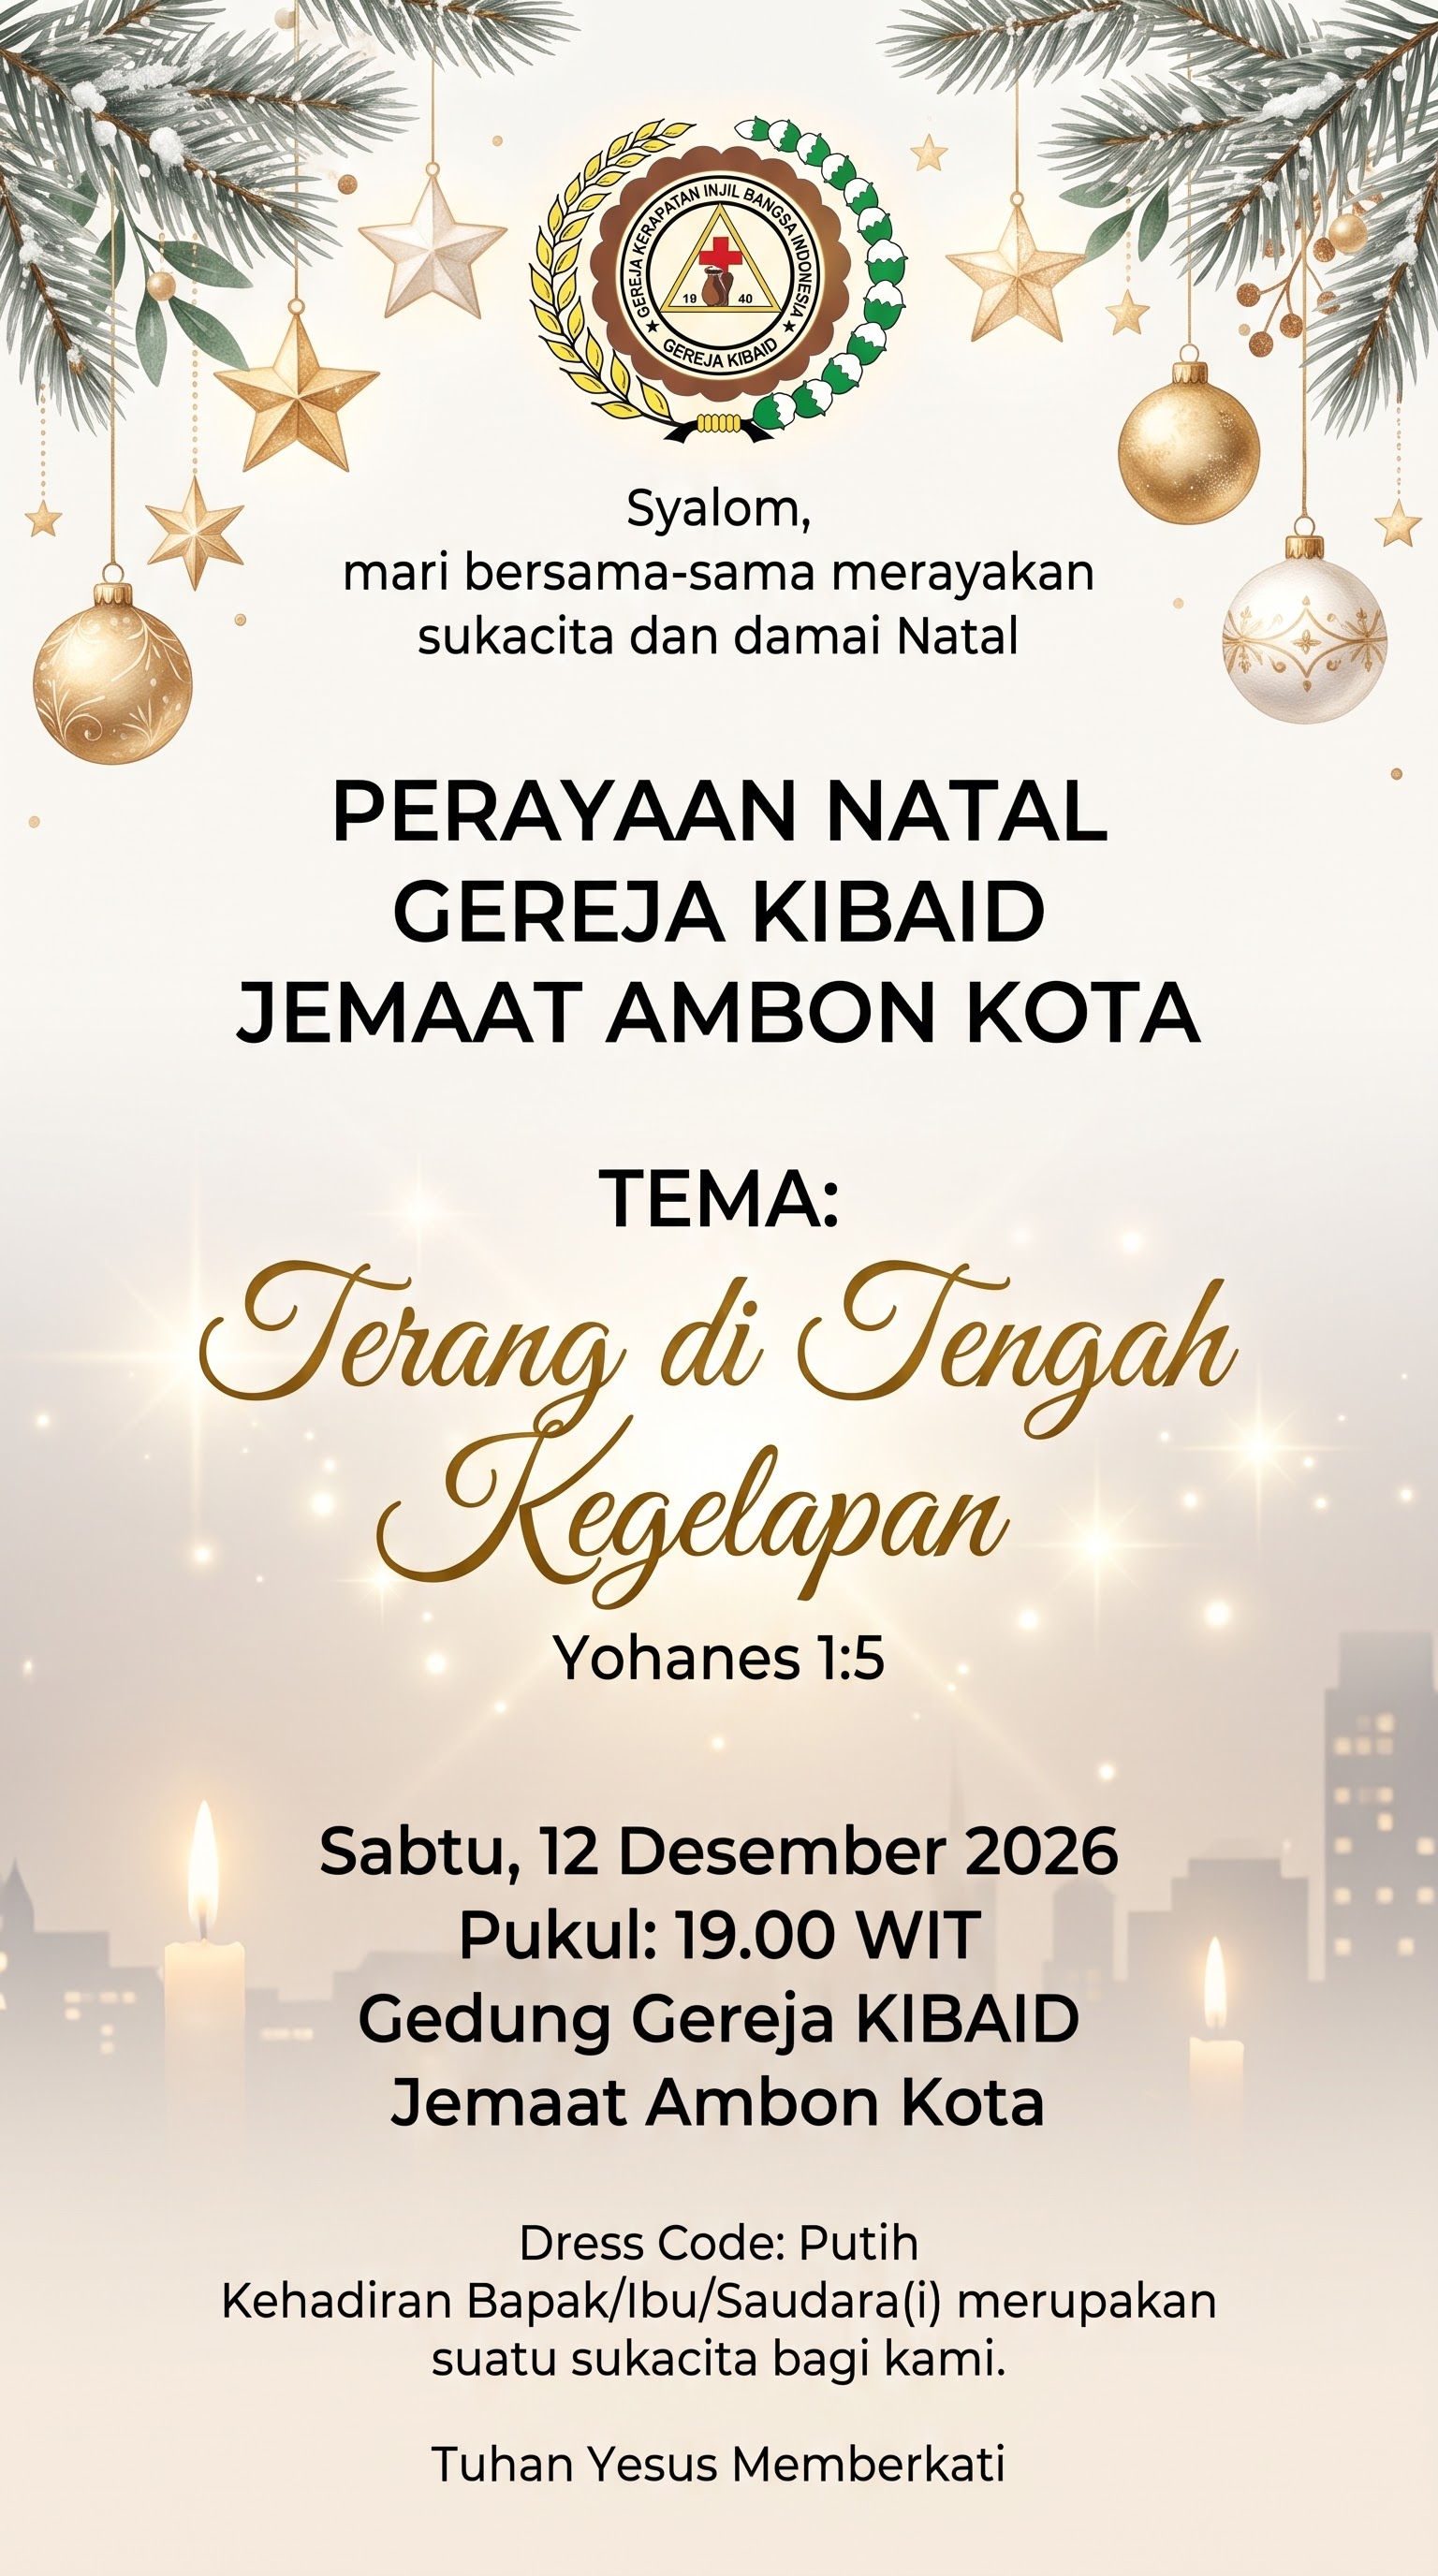 GEREJA KERAPATAN INJIL BANGSA INDONESIA
19 40
★ GEREJA KIBAID ★
Syalom,
mari bersama-sama merayakan
sukacita dan damai Natal
PERAYAAN NATAL
GEREJA KIBAID
JEMAAT AMBON KOTA
TEMA:
Terang di Tengah
Kegelapan
Yohanes 1:5
Sabtu, 12 Desember 2026
Pukul: 19.00 WIT
Gedung Gereja KIBAID
Jemaat Ambon Kota
Dress Code: Putih
Kehadiran Bapak/Ibu/Saudara(i) merupakan
suatu sukacita bagi kami.
Tuhan Yesus Memberkati